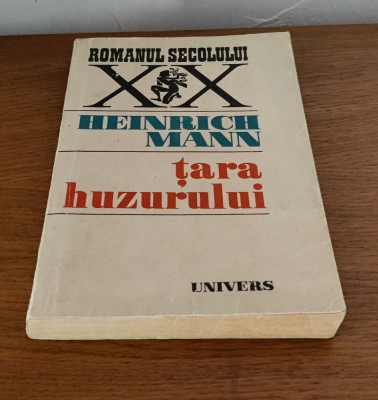 ROMANUL SECOLULUI
XX
HEINRICH
MANN
țara
huzurului
UNIVERS